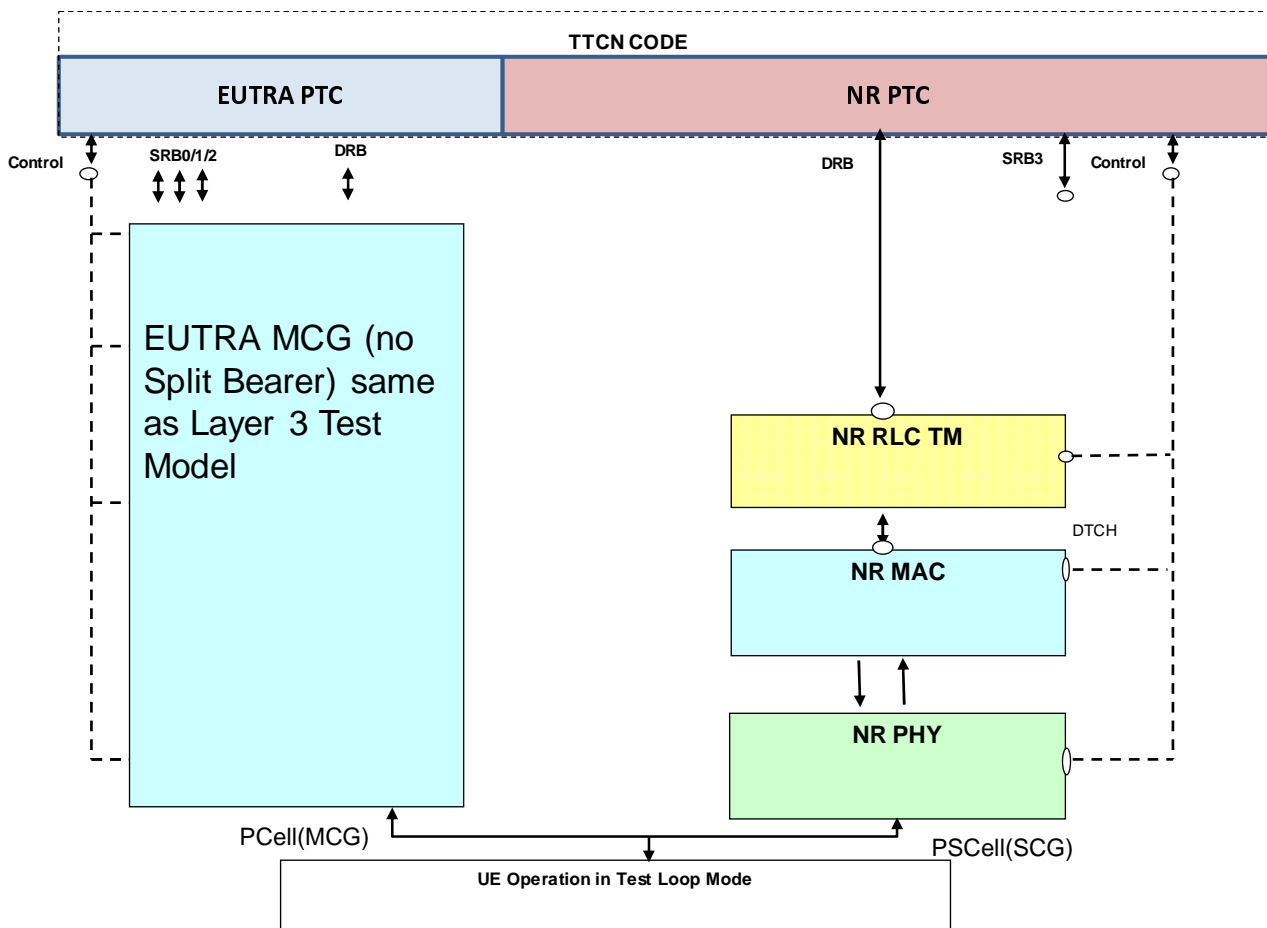 TTCN CODE
EUTRA PTC
NR PTC
Control
SRB0/1/2
DRB
DRB
SRB3
Control
EUTRA MCG (no
Split Bearer) same
as Layer 3 Test
Model
NR RLC TM
DTCH
NR MAC
NR PHY
PCell(MCG)
PSCell(SCG)
UE Operation in Test Loop Mode